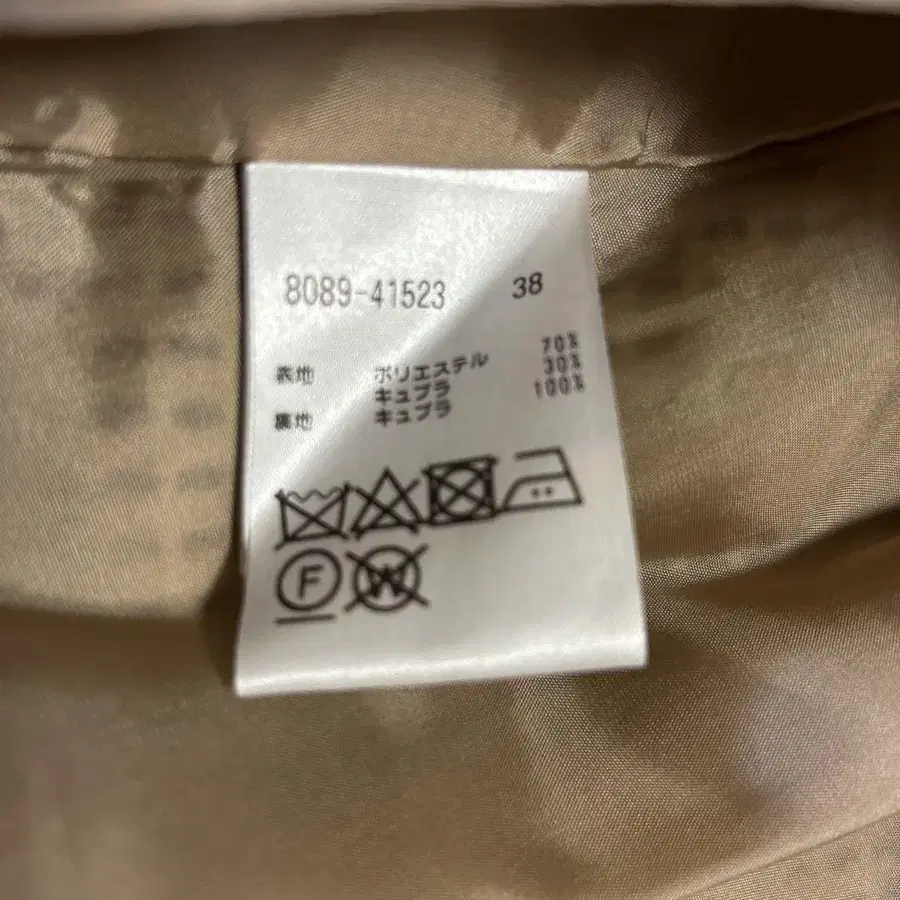 8089-41523 38
表地 ポリエステル 70%
キュプラ 30%
裏地 キュプラ 100%
F W